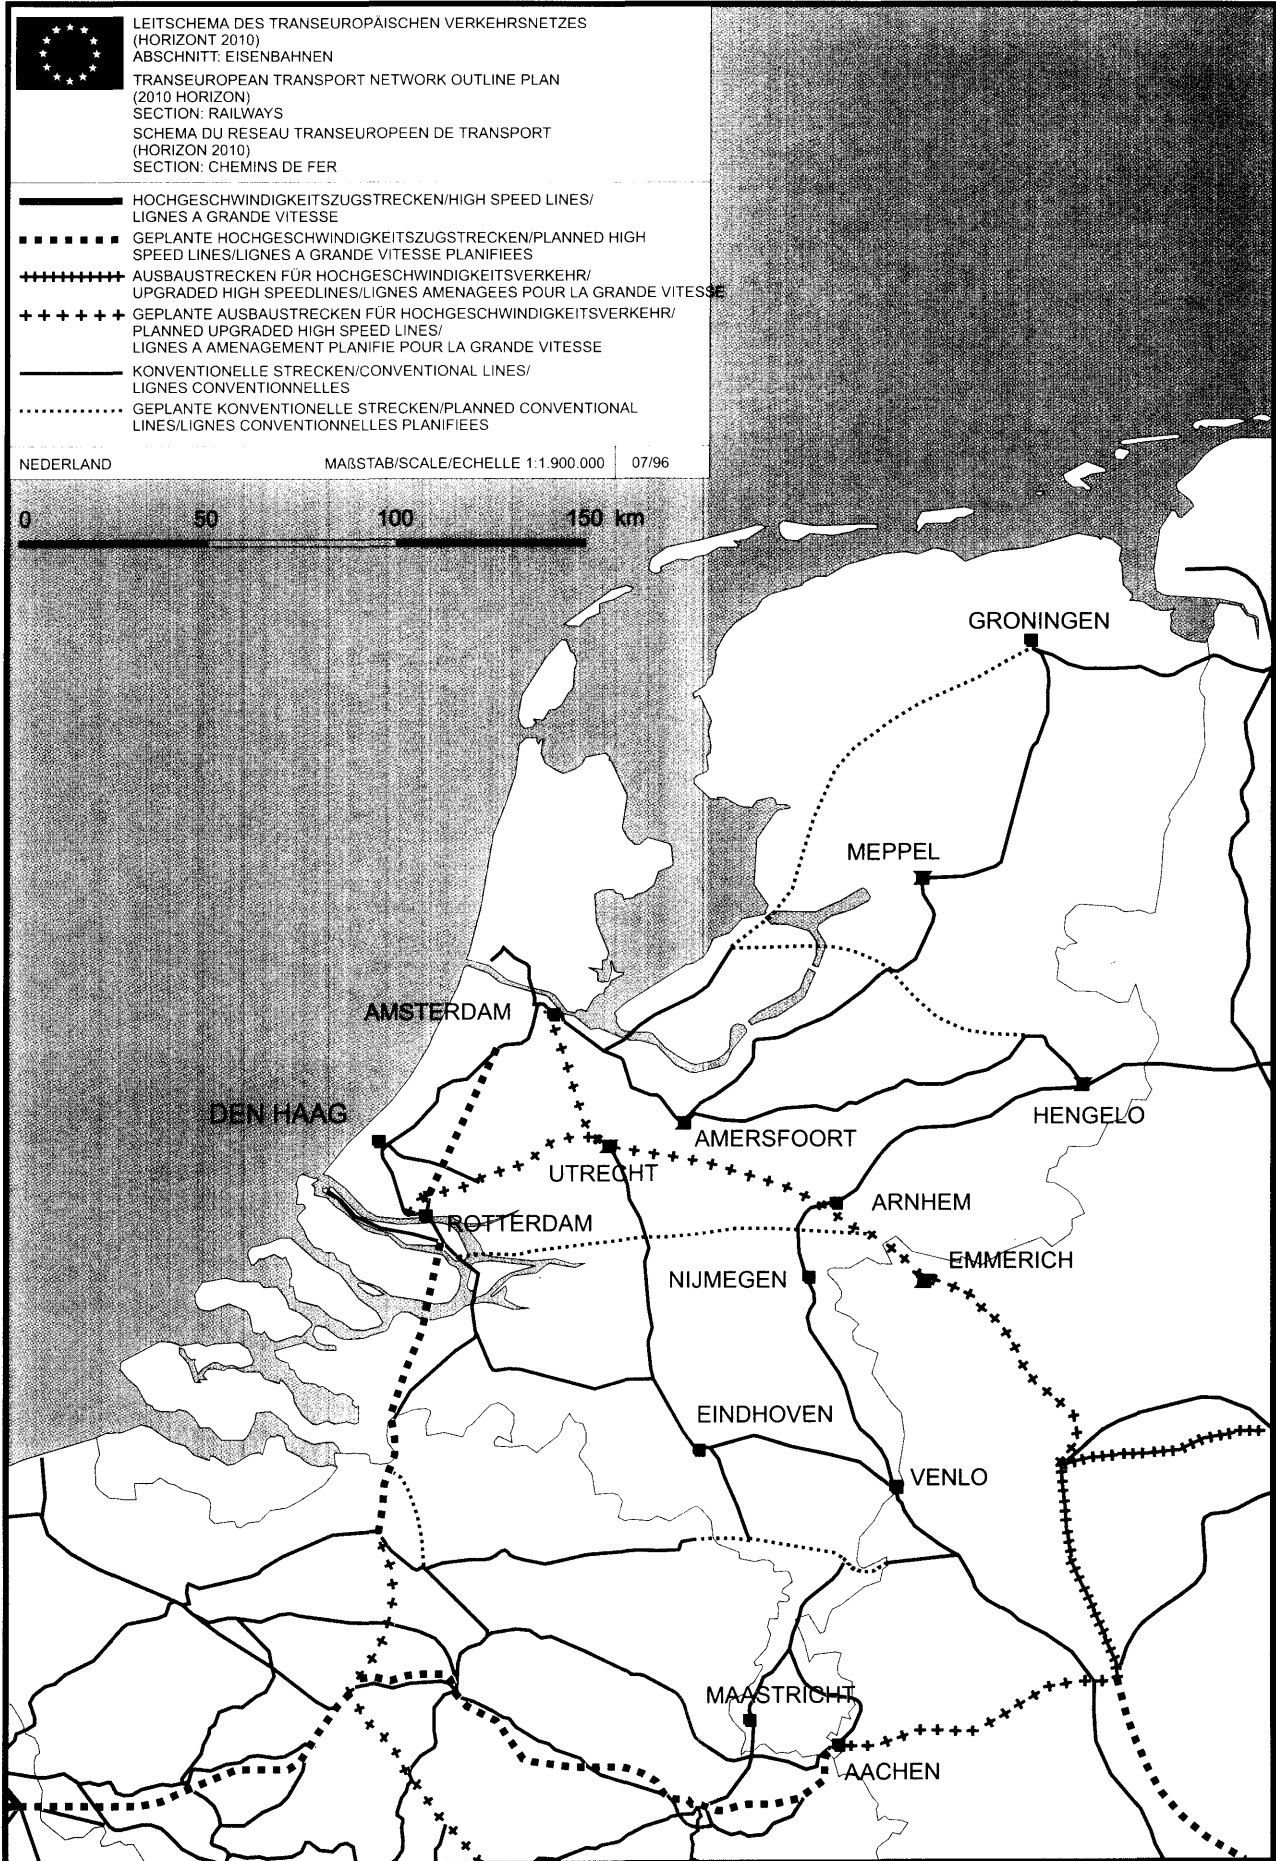 LEITSCHEMA DES TRANSEUROPÄISCHEN VERKEHRSNETZES
(HORIZONT 2010)
ABSCHNITT: EISENBAHNEN
TRANSEUROPEAN TRANSPORT NETWORK OUTLINE PLAN
(2010 HORIZON)
SECTION: RAILWAYS
SCHEMA DU RESEAU TRANSEUROPEEN DE TRANSPORT
(HORIZON 2010)
SECTION: CHEMINS DE FER
HOCHGESCHWINDIGKEITSZUGSTRECKEN/HIGH SPEED LINES/
LIGNES A GRANDE VITESSE
GEPLANTE HOCHGESCHWINDIGKEITSZUGSTRECKEN/PLANNED HIGH
SPEED LINES/LIGNES A GRANDE VITESSE PLANIFIEES
AUSBAUSTRECKEN FÜR HOCHGESCHWINDIGKEITSVERKEHR/
UPGRADED HIGH SPEEDLINES/LIGNES AMENAGEES POUR LA GRANDE VITESSE
GEPLANTE AUSBAUSTRECKEN FÜR HOCHGESCHWINDIGKEITSVERKEHR/
PLANNED UPGRADED HIGH SPEED LINES/
LIGNES A AMENAGEMENT PLANIFIE POUR LA GRANDE VITESSE
KONVENTIONELLE STRECKEN/CONVENTIONAL LINES/
LIGNES CONVENTIONNELLES
GEPLANTE KONVENTIONELLE STRECKEN/PLANNED CONVENTIONAL
LINES/LIGNES CONVENTIONNELLES PLANIFIEES
NEDERLAND MAßSTAB/SCALE/ECHELLE 1:1.900.000 07/96
0 50 100 150 km
GRONINGEN
MEPPEL
AMSTERDAM
DEN HAAG
HENGELO
AMERSFOORT
UTRECHT
ARNHEM
ROTTERDAM
EMMERICH
NIJMEGEN
EINDHOVEN
VENLO
MAASTRICHT
AACHEN